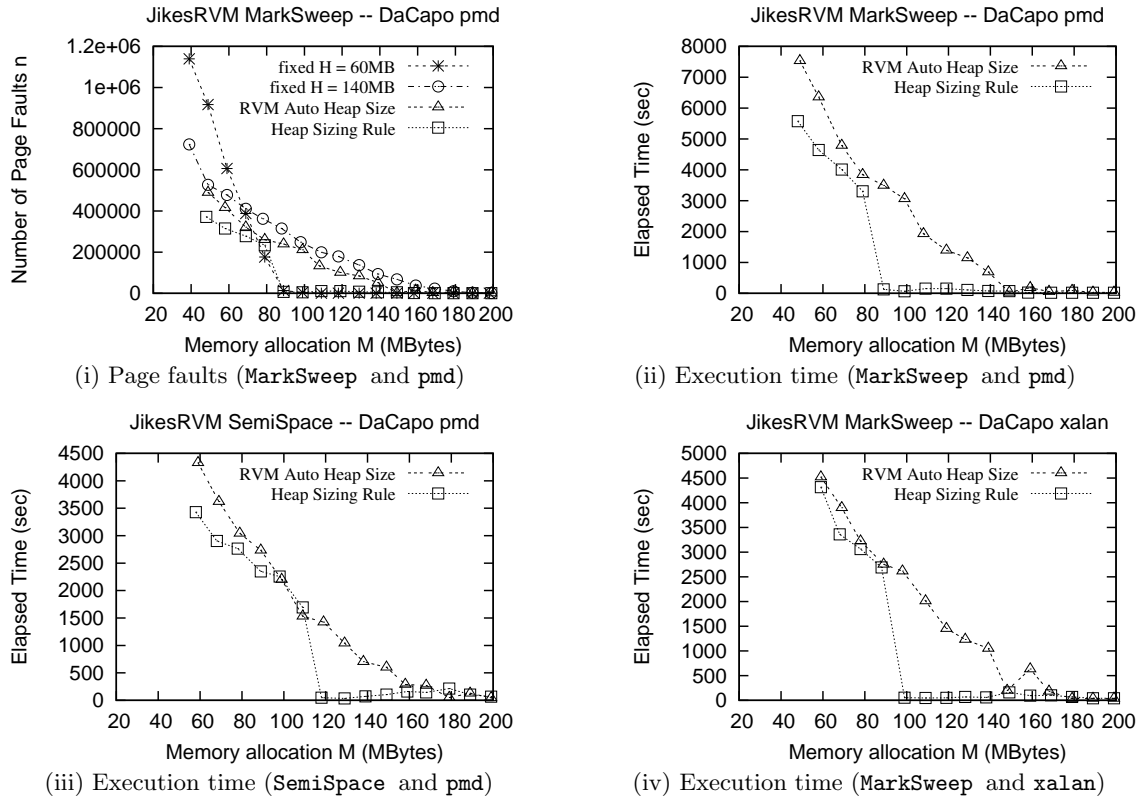 JikesRVM MarkSweep -- DaCapo pmd
Number of Page Faults n
1.2e+06
1e+06
800000
600000
400000
200000
0
fixed H = 60MB
fixed H = 140MB
RVM Auto Heap Size
Heap Sizing Rule
20 40 60 80 100 120 140 160 180 200
Memory allocation M (MBytes)
(i) Page faults (MarkSweep and pmd)
JikesRVM MarkSweep -- DaCapo pmd
Elapsed Time (sec)
8000
7000
6000
5000
4000
3000
2000
1000
0
RVM Auto Heap Size
Heap Sizing Rule
20 40 60 80 100 120 140 160 180 200
Memory allocation M (MBytes)
(ii) Execution time (MarkSweep and pmd)
JikesRVM SemiSpace -- DaCapo pmd
Elapsed Time (sec)
4500
4000
3500
3000
2500
2000
1500
1000
500
0
RVM Auto Heap Size
Heap Sizing Rule
20 40 60 80 100 120 140 160 180 200
Memory allocation M (MBytes)
(iii) Execution time (SemiSpace and pmd)
JikesRVM MarkSweep -- DaCapo xalan
Elapsed Time (sec)
5000
4500
4000
3500
3000
2500
2000
1500
1000
500
0
RVM Auto Heap Size
Heap Sizing Rule
20 40 60 80 100 120 140 160 180 200
Memory allocation M (MBytes)
(iv) Execution time (MarkSweep and xalan)